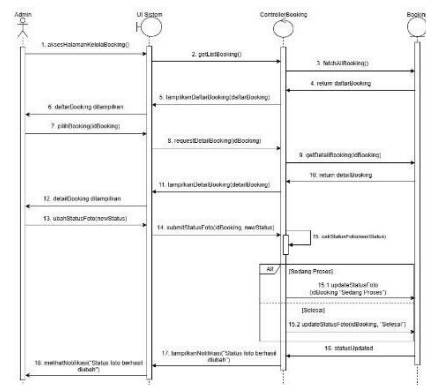 Admin
UI Sistem
ControllerBooking
Booking
1. aksesHalamanKelolaBooking()
2. getListBooking()
3. fetchAllBooking()
4. return daftarBooking
5. tampilkanDaftarBooking(daftarBooking)
6. daftarBooking ditampilkan
7. pilihBooking(idBooking)
8. requestDetailBooking(idBooking)
9. getDetailBooking(idBooking)
10. return detailBooking
11. tampilkanDetailBooking(detailBooking)
12. detailBooking ditampilkan
13. ubahStatusFoto(newStatus)
14. submitStatusFoto(idBooking, newStatus)
15. cekStatusFoto(newStatus)
Alt
[Sedang Proses]
15.1 updateStatusFoto
(idBooking "Sedang Proses")
[Selesai]
15.2 updateStatusFoto(idBooking, "Selesai")
16. statusUpdated
17. tampilkanNotifikasi("Status foto berhasil
diubah")
18. melihatNotifikasi("Status foto berhasil
diubah")